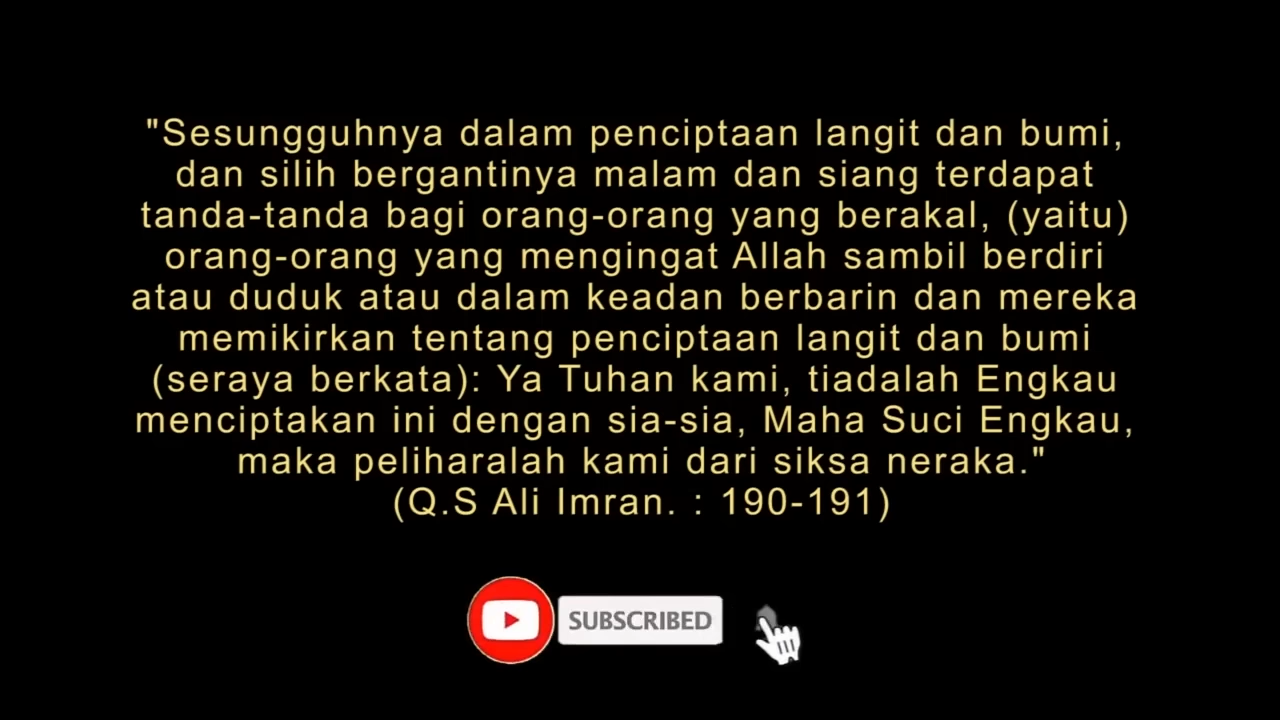 "Sesungguhnya dalam penciptaan langit dan bumi,
dan silih bergantinya malam dan siang terdapat
tanda-tanda bagi orang-orang yang berakal, (yaitu)
orang-orang yang mengingat Allah sambil berdiri
atau duduk atau dalam keadan berbarin dan mereka
memikirkan tentang penciptaan langit dan bumi
(seraya berkata): Ya Tuhan kami, tiadalah Engkau
menciptakan ini dengan sia-sia, Maha Suci Engkau,
maka peliharalah kami dari siksa neraka."
(Q.S Ali Imran. : 190-191)
SUBSCRIBED